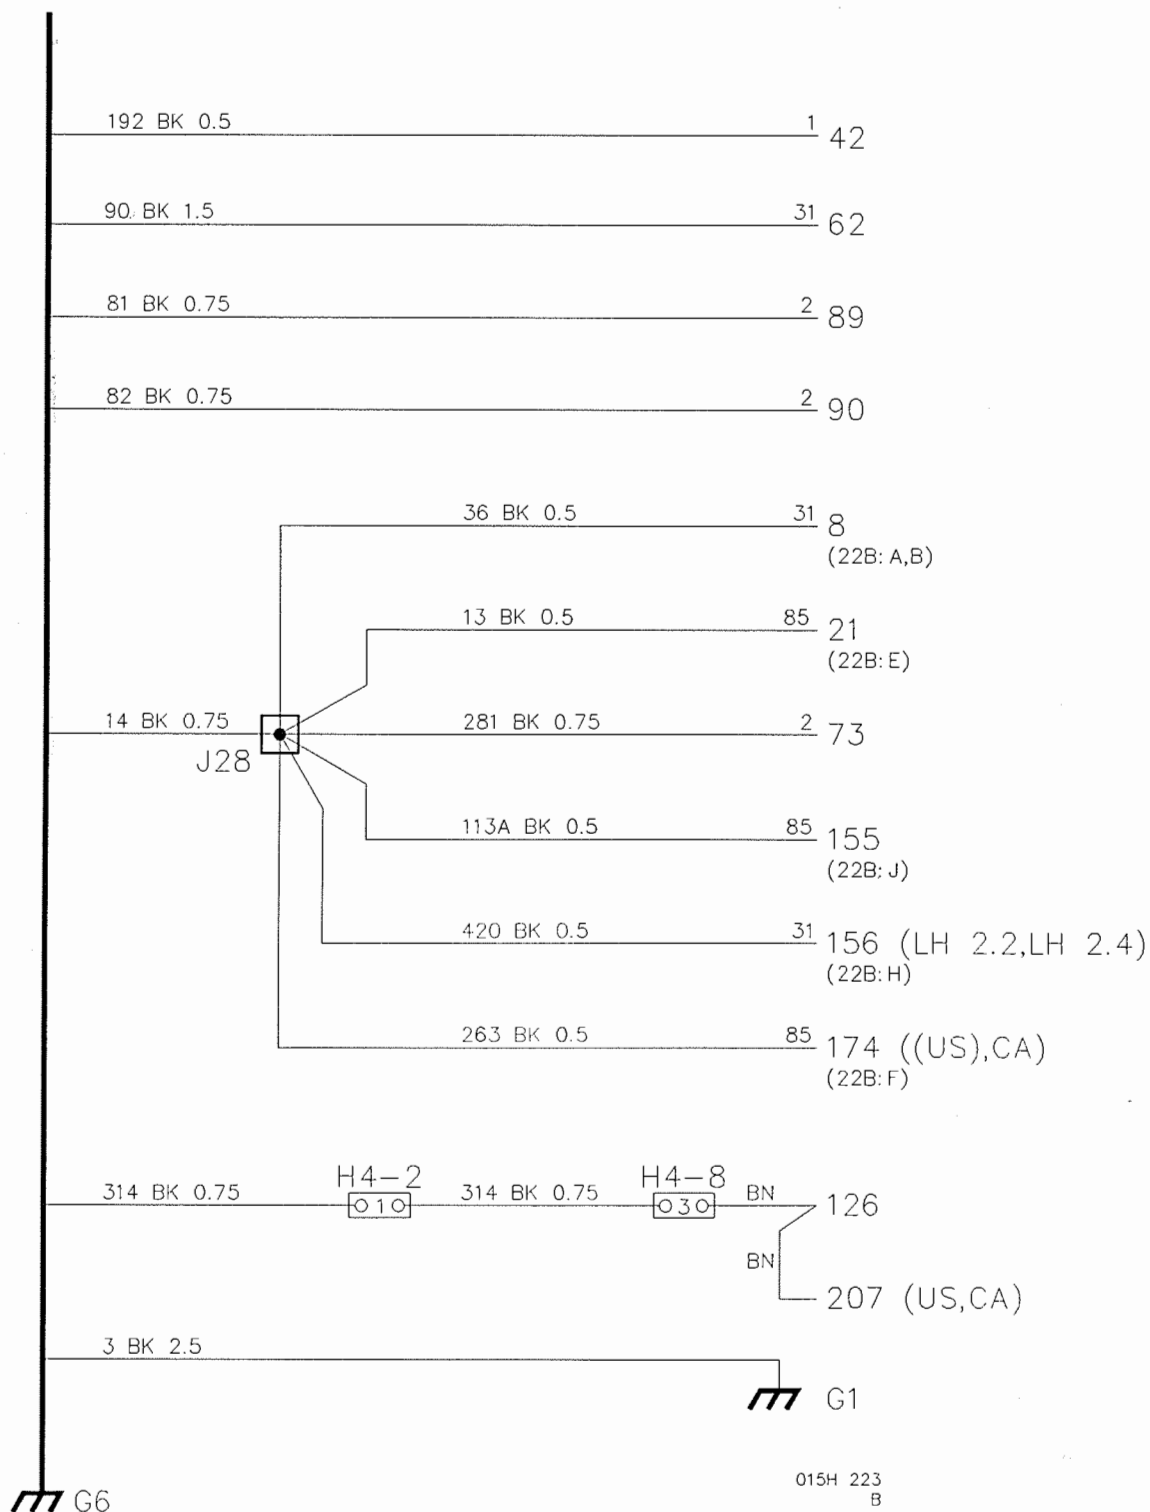 192 BK 0.5 1 42
90 BK 1.5 31 62
81 BK 0.75 2 89
82 BK 0.75 2 90
36 BK 0.5 31 8
(22B: A,B)
13 BK 0.5 85 21
(22B: E)
14 BK 0.75 281 BK 0.75 2 73
J28
113A BK 0.5 85 155
(22B: J)
420 BK 0.5 31 156 (LH 2.2,LH 2.4)
(22B: H)
263 BK 0.5 85 174 ((US),CA)
(22B: F)
H4-2 H4-8
314 BK 0.75 1 314 BK 0.75 3 BN 126
BN
207 (US,CA)
3 BK 2.5
G1
015H 223
B
G6